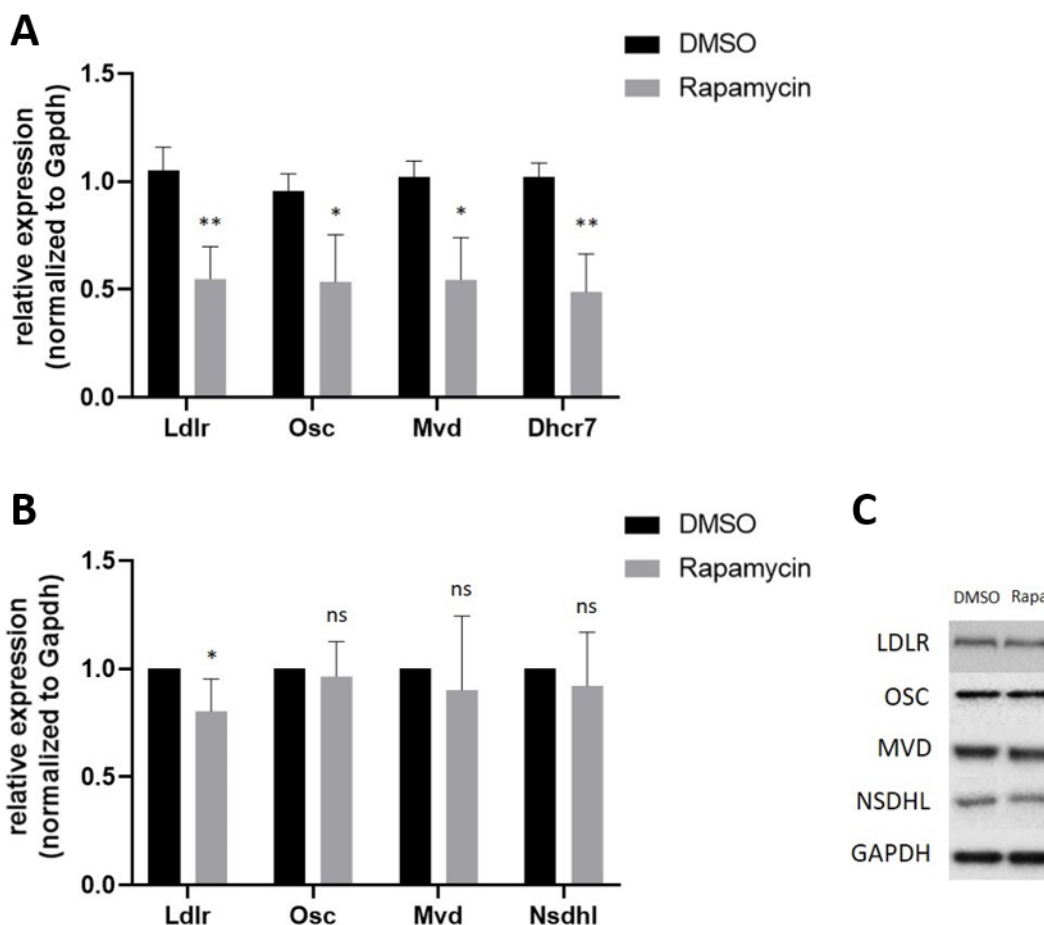 A
DMSO
Rapamycin
relative expression
(normalized to Gapdh)
1.5
1.0
0.5
0.0
**
*
*
**
Ldlr Osc Mvd Dhcr7
B
DMSO
Rapamycin
relative expression
(normalized to Gapdh)
1.5
1.0
0.5
0.0
*
ns
ns
ns
Ldlr Osc Mvd Nsdhl
C
DMSO Rapa
LDLR
OSC
MVD
NSDHL
GAPDH